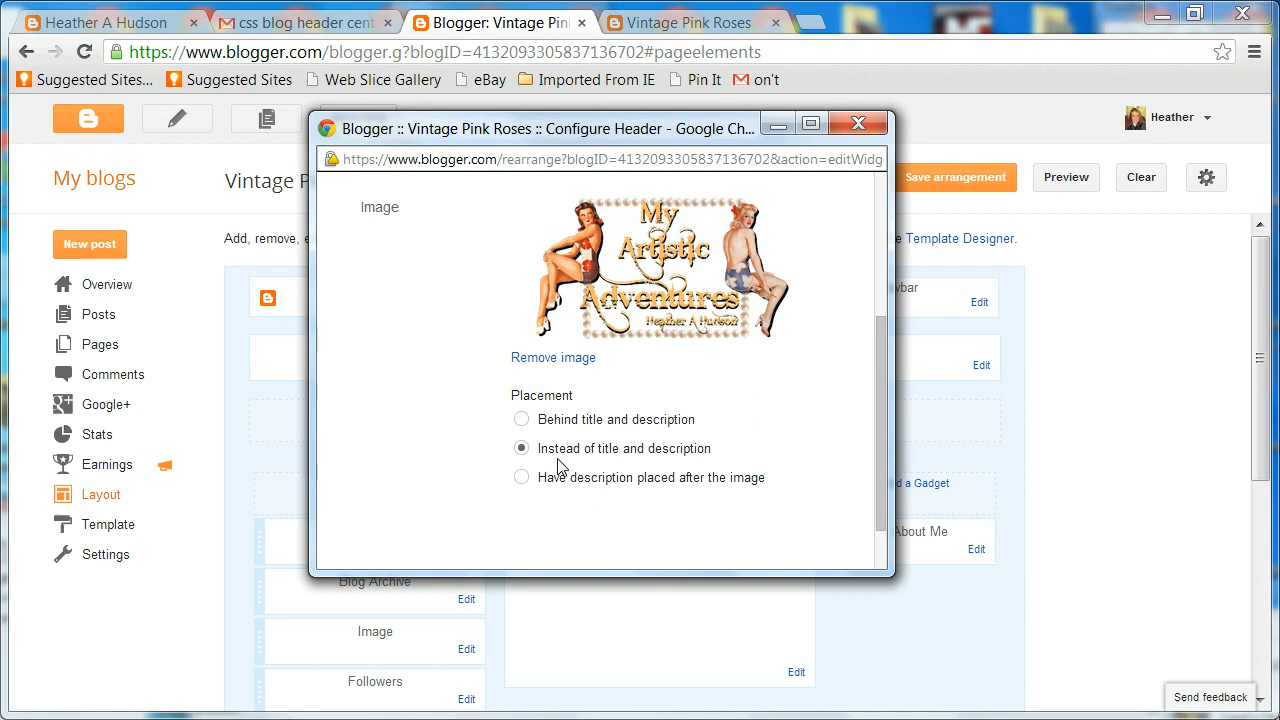 Heather A Hudson
css blog header cent
Blogger: Vintage Pin
Vintage Pink Roses
https://www.blogger.com/blogger.g?blogID=4132093305837136702#pageelements
Suggested Sites...
Suggested Sites
Web Slice Gallery
eBay
Imported From IE
Pin It
on't
Heather
My blogs
Vintage P
Save arrangement
Preview
Clear
New post
Add, remove, e
e Template Designer.
Overview
Posts
Pages
Comments
Google+
Stats
Earnings
Layout
Template
Settings
Blogger :: Vintage Pink Roses :: Configure Header - Google Ch...
https://www.blogger.com/rearrange?blogID=4132093305837136702&action=editWidg
Image
My
Artistic
Adventures
Heather A Hudson
Remove image
Placement
Behind title and description
Instead of title and description
Have description placed after the image
vbar
Edit
Edit
d a Gadget
About Me
Edit
Blog Archive
Edit
Image
Edit
Followers
Edit
Edit
Send feedback